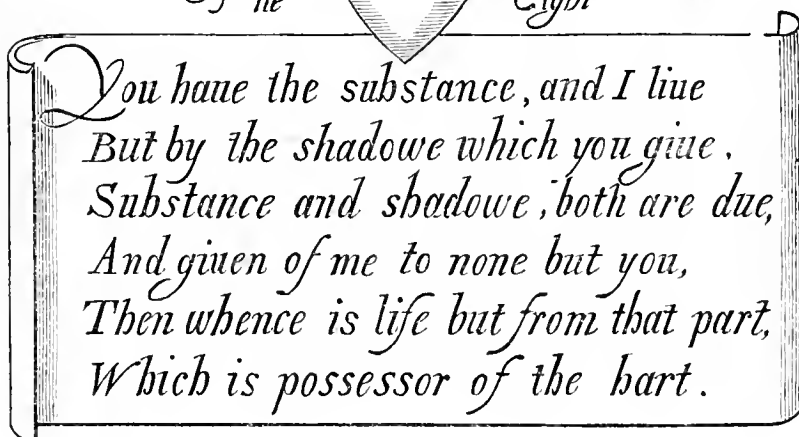 You haue the substance, and I liue
But by the shadowe which you giue.
Substance and shadowe, both are due,
And giuen of me to none but you,
Then whence is life but from that part,
Which is possessor of the hart.